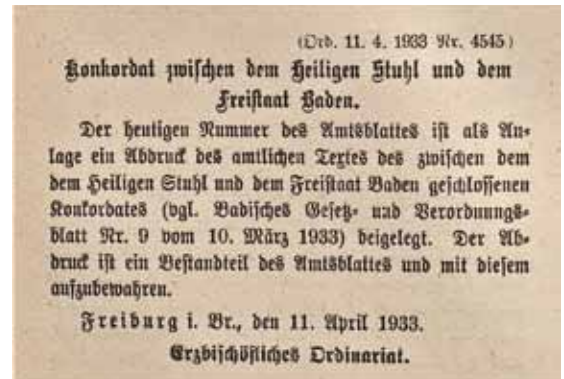 (Ord. 11. 4. 1933 Nr. 4545)
Konkordat zwischen dem Heiligen Stuhl und dem
Freistaat Baden.
Der heutigen Nummer des Amtsblattes ist als An-
lage ein Abdruck des amtlichen Textes des zwischen dem
dem Heiligen Stuhl und dem Freistaat Baden geschlossenen
Konkordates (vgl. Badisches Gesetz- und Verordnungs-
blatt Nr. 9 vom 10. März 1933) beigelegt. Der Ab-
druck ist ein Bestandteil des Amtsblattes und mit diesem
aufzubewahren.
Freiburg i. Br., den 11. April 1933.
Erzbischöfliches Ordinariat.